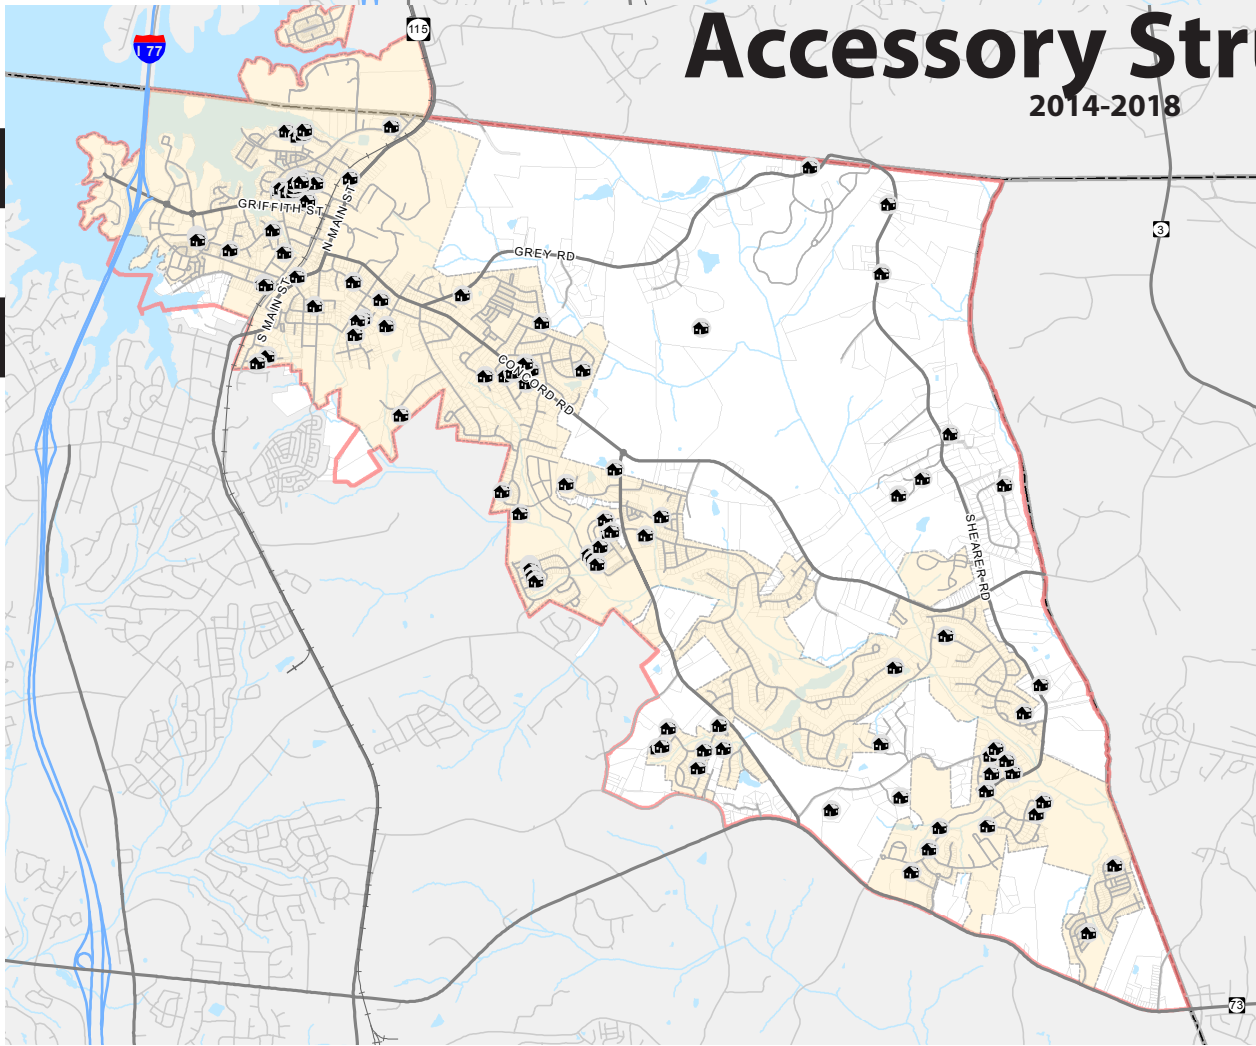 Accessory Stru
2014-2018
115
I 77
3
GRIFFITH ST
N MAIN ST
GREY RD
S MAIN ST
CONCORD RD
SHEARER RD
73